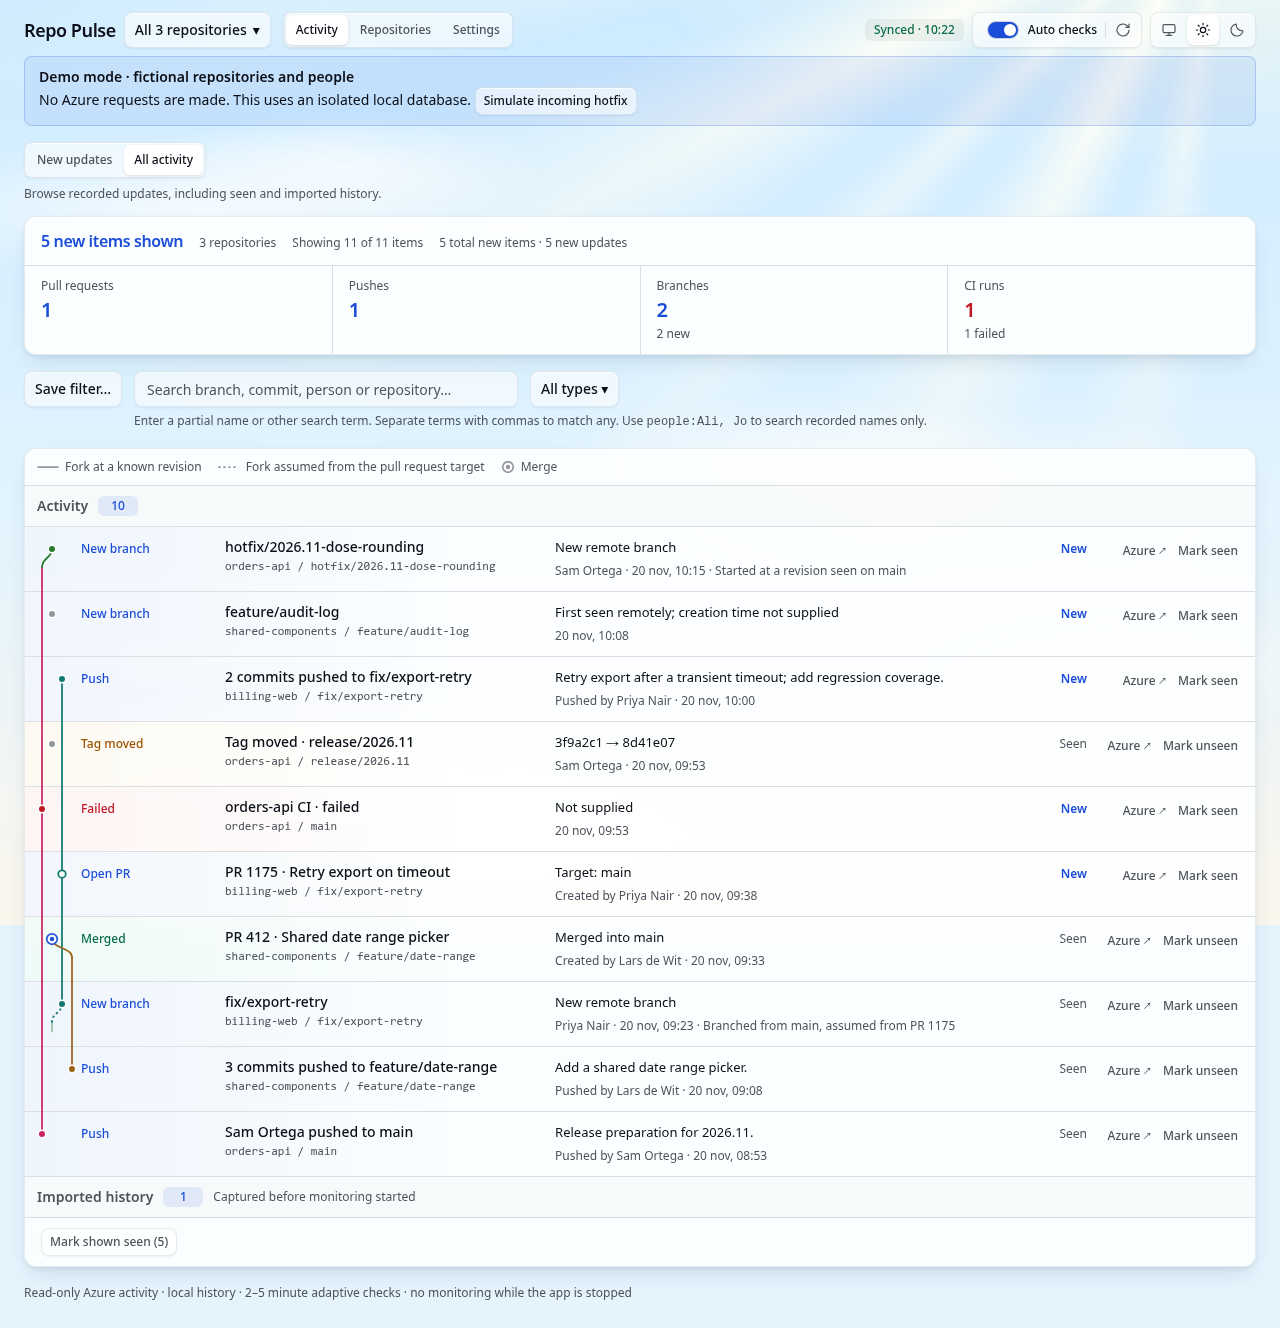 Repo Pulse All 3 repositories ▾ Activity Repositories Settings Synced · 10:22 Auto checks
Demo mode · fictional repositories and people
No Azure requests are made. This uses an isolated local database. Simulate incoming hotfix
New updates All activity
Browse recorded updates, including seen and imported history.
5 new items shown 3 repositories Showing 11 of 11 items 5 total new items · 5 new updates
Pull requests Pushes Branches CI runs
1 1 2 1
2 new 1 failed
Save filter... Search branch, commit, person or repository... All types ▾
Enter a partial name or other search term. Separate terms with commas to match any. Use people:Ali, Jo to search recorded names only.
Fork at a known revision Fork assumed from the pull request target Merge
Activity 10
New branch hotfix/2026.11-dose-rounding New remote branch New Azure ↗ Mark seen
orders-api / hotfix/2026.11-dose-rounding Sam Ortega · 20 nov, 10:15 · Started at a revision seen on main
New branch feature/audit-log First seen remotely; creation time not supplied New Azure ↗ Mark seen
shared-components / feature/audit-log 20 nov, 10:08
Push 2 commits pushed to fix/export-retry Retry export after a transient timeout; add regression coverage. New Azure ↗ Mark seen
billing-web / fix/export-retry Pushed by Priya Nair · 20 nov, 10:00
Tag moved Tag moved · release/2026.11 3f9a2c1 → 8d41e07 Seen Azure ↗ Mark unseen
orders-api / release/2026.11 Sam Ortega · 20 nov, 09:53
Failed orders-api CI · failed Not supplied New Azure ↗ Mark seen
orders-api / main 20 nov, 09:53
Open PR PR 1175 · Retry export on timeout Target: main New Azure ↗ Mark seen
billing-web / fix/export-retry Created by Priya Nair · 20 nov, 09:38
Merged PR 412 · Shared date range picker Merged into main Seen Azure ↗ Mark unseen
shared-components / feature/date-range Created by Lars de Wit · 20 nov, 09:33
New branch fix/export-retry New remote branch Seen Azure ↗ Mark unseen
billing-web / fix/export-retry Priya Nair · 20 nov, 09:23 · Branched from main, assumed from PR 1175
Push 3 commits pushed to feature/date-range Add a shared date range picker. Seen Azure ↗ Mark unseen
shared-components / feature/date-range Pushed by Lars de Wit · 20 nov, 09:08
Push Sam Ortega pushed to main Release preparation for 2026.11. Seen Azure ↗ Mark unseen
orders-api / main Pushed by Sam Ortega · 20 nov, 08:53
Imported history 1 Captured before monitoring started
Mark shown seen (5)
Read-only Azure activity · local history · 2–5 minute adaptive checks · no monitoring while the app is stopped